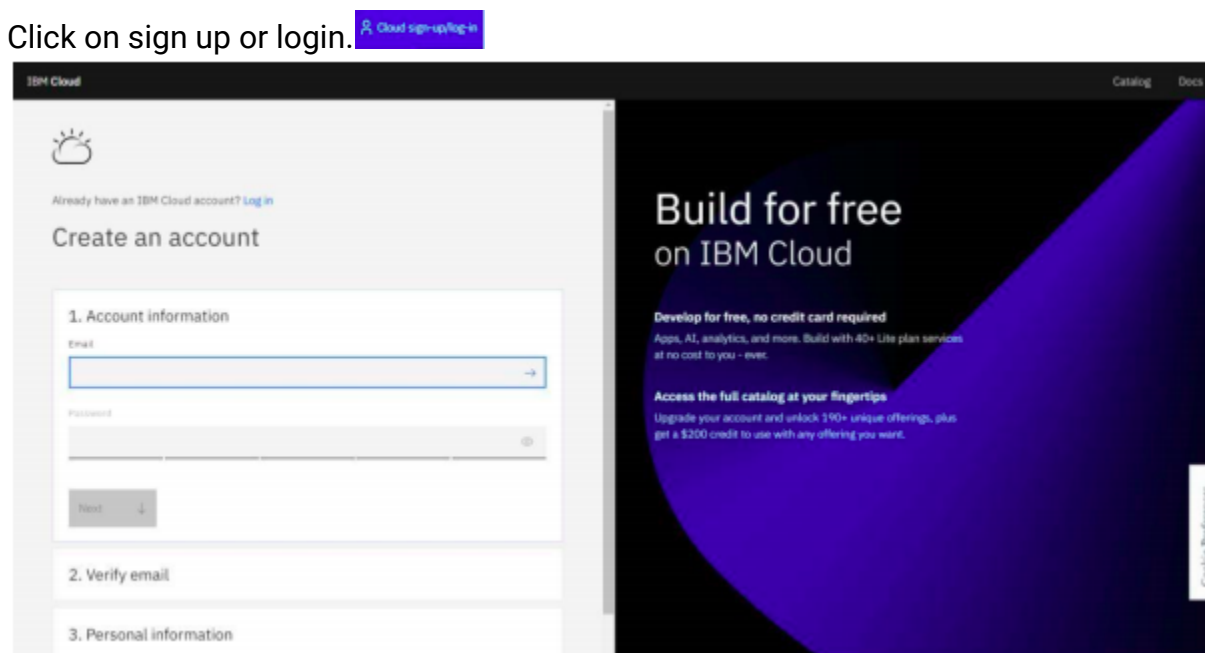 Click on sign up or login. Cloud sign-up/log-in
IBM Cloud
Catalog Docs
Already have an IBM Cloud account? Log in
Create an account
1. Account information
Email
Password
Next
2. Verify email
3. Personal information
Build for free
on IBM Cloud
Develop for free, no credit card required
Apps, AI, analytics, and more. Build with 40+ Lite plan services
at no cost to you - ever.
Access the full catalog at your fingertips
Upgrade your account and unlock 190+ unique offerings, plus
get a $200 credit to use with any offering you want.